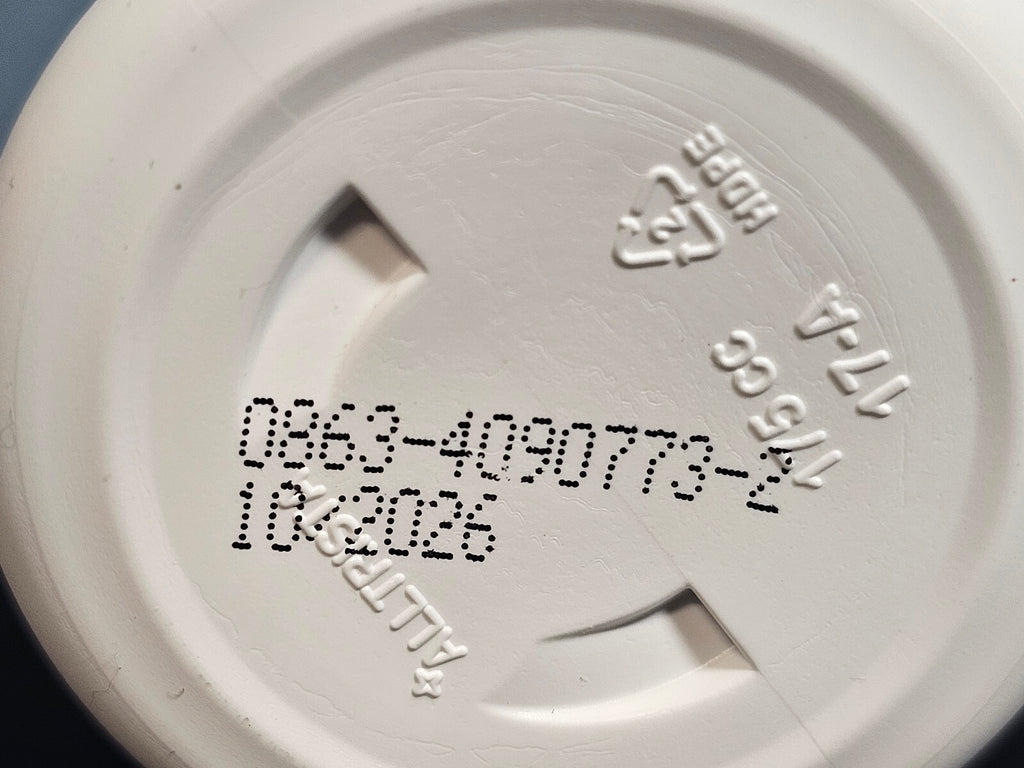 0863-4090773-2
10/2026
HDPE
2
17-A
175 CC
ALLTRISTA